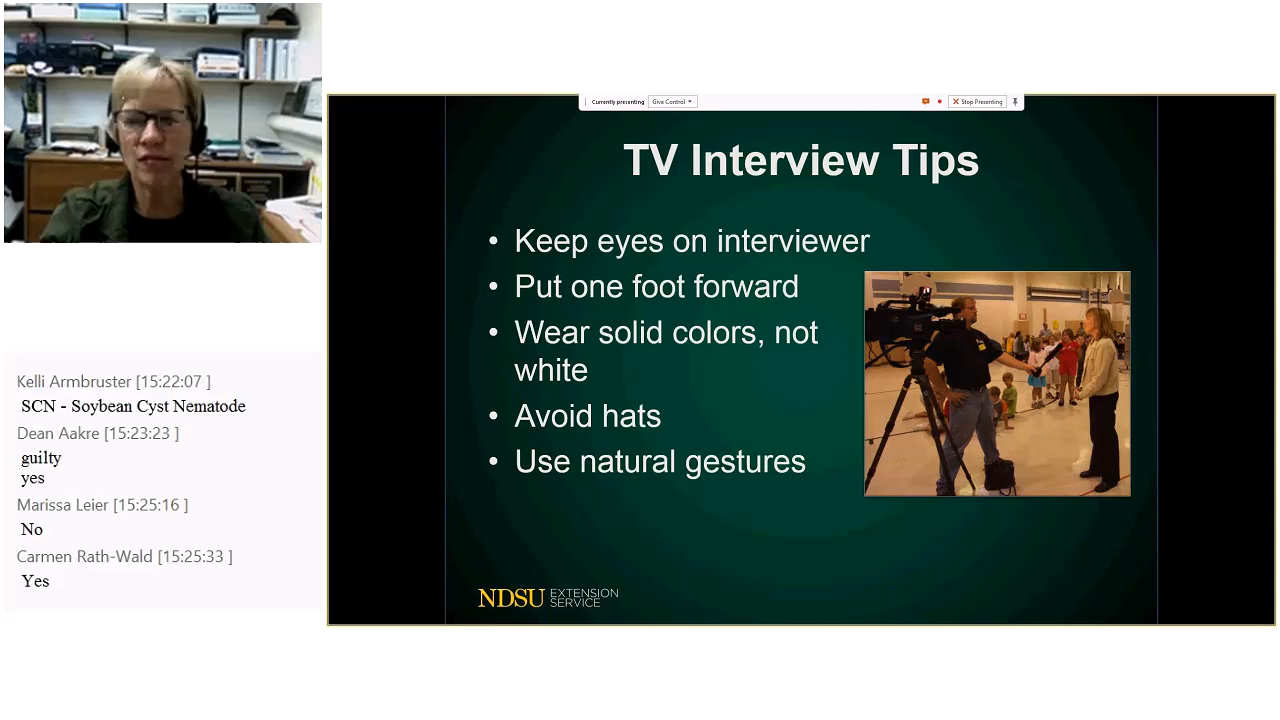 Currently presenting
Give Control
Stop Presenting
TV Interview Tips
• Keep eyes on interviewer
• Put one foot forward
• Wear solid colors, not
white
• Avoid hats
• Use natural gestures
NDSU EXTENSION
SERVICE
Kelli Armbruster [15:22:07 ]
SCN - Soybean Cyst Nematode
Dean Aakre [15:23:23 ]
guilty
yes
Marissa Leier [15:25:16 ]
No
Carmen Rath-Wald [15:25:33 ]
Yes